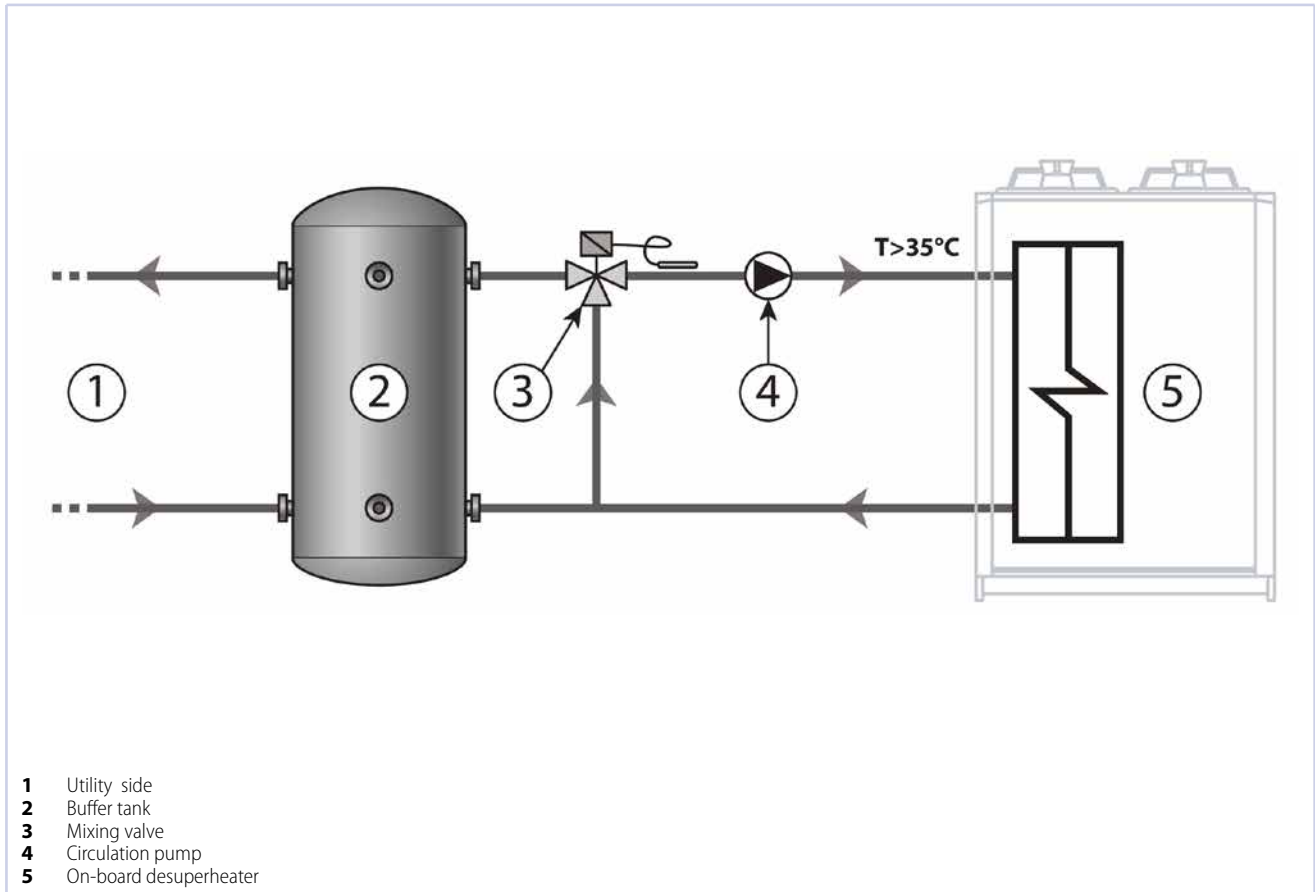 T>35°C
1
2
3
4
5
1 Utility side
2 Buffer tank
3 Mixing valve
4 Circulation pump
5 On-board desuperheater